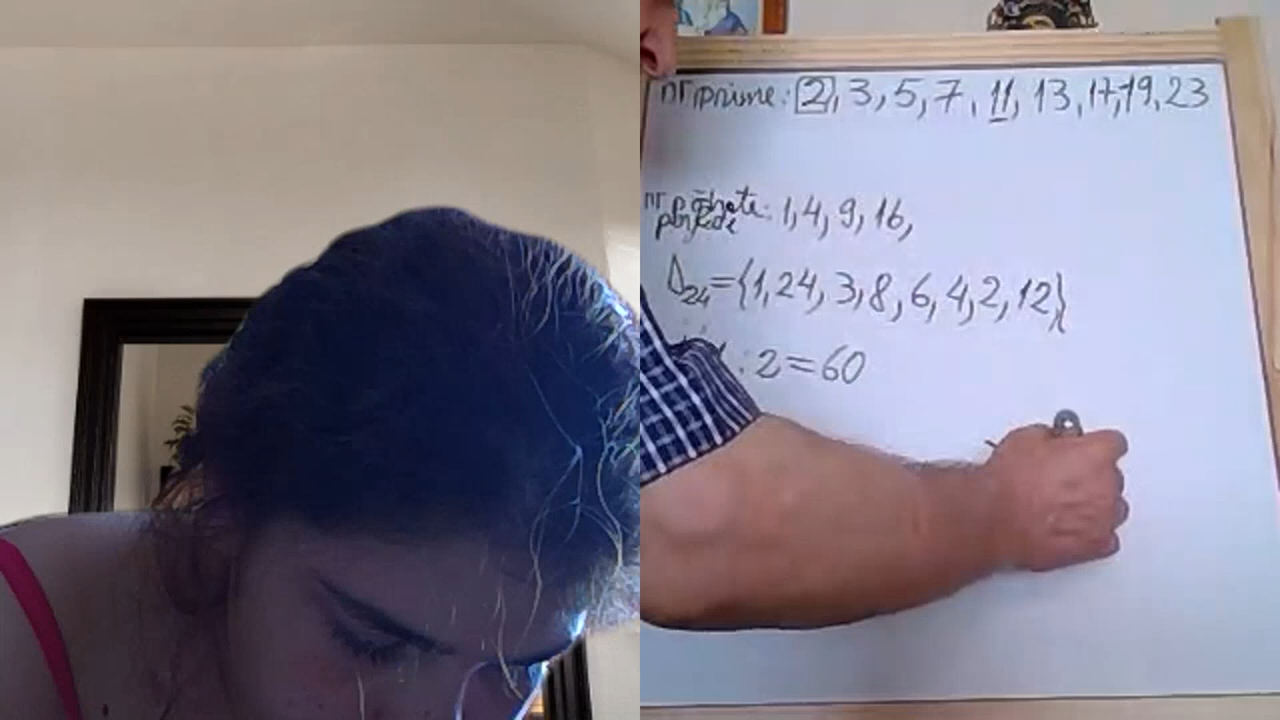 nr prime: 2, 3, 5, 7, 11, 13, 17, 19, 23
nr pătrate: 1, 4, 9, 16,
perfecte
D24={1, 24, 3, 8, 6, 4, 2, 12}
: 2=60